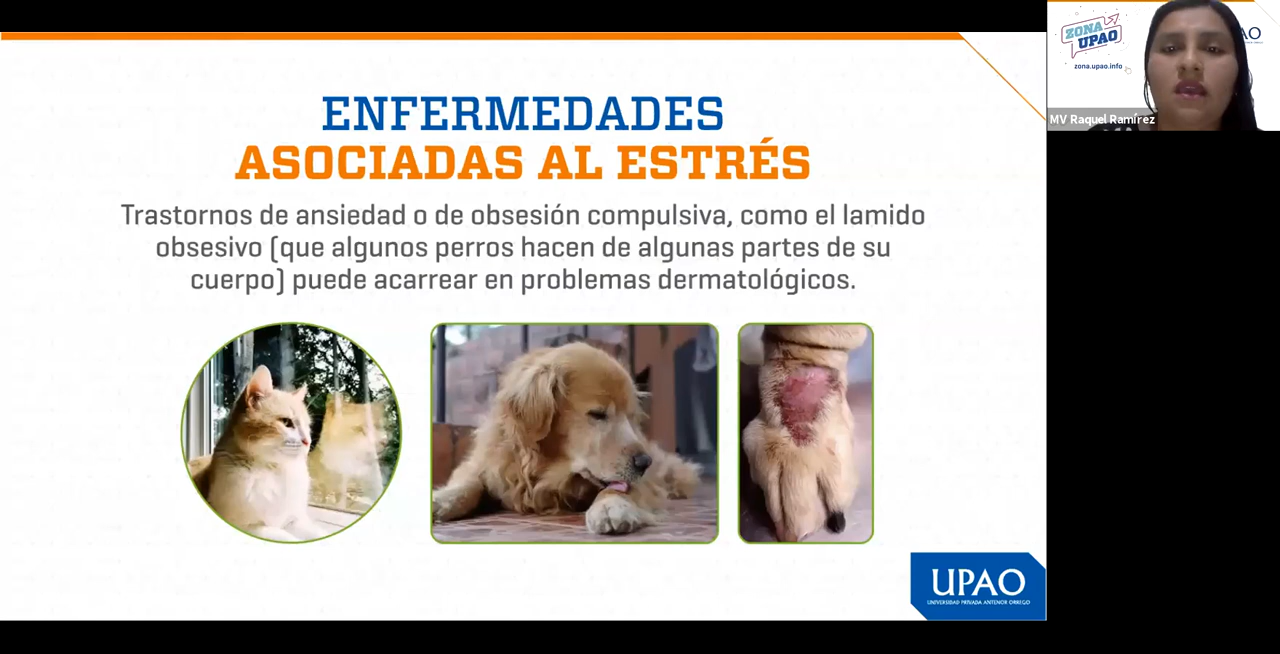 ENFERMEDADES
ASOCIADAS AL ESTRÉS
Trastornos de ansiedad o de obsesión compulsiva, como el lamido
obsesivo (que algunos perros hacen de algunas partes de su
cuerpo) puede acarrear en problemas dermatológicos.
UPAO
UNIVERSIDAD PRIVADA ANTENOR ORREGO
ZONA
UPAO
zona.upao.info
AO
MV Raquel Ramírez